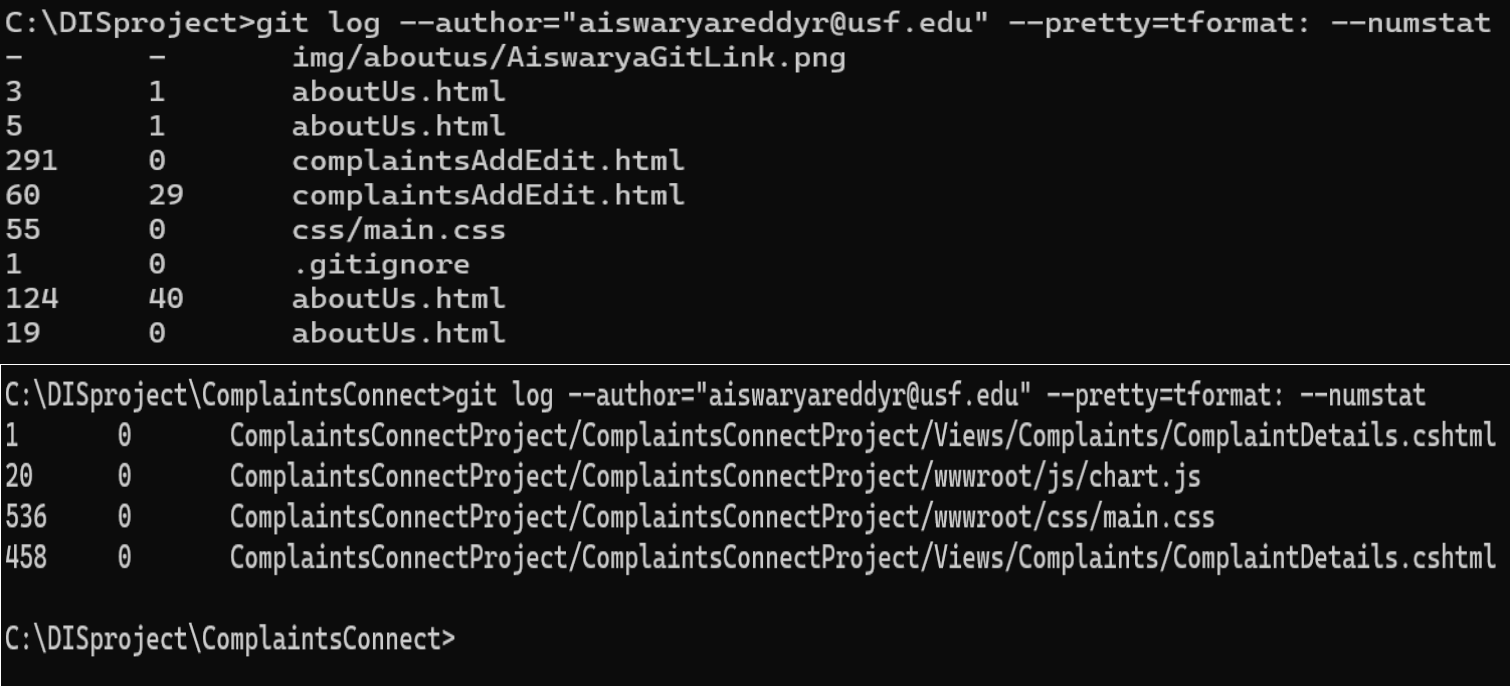 C:\DISproject>git log --author="aiswaryareddyr@usf.edu" --pretty=tformat: --numstat
-	-	img/aboutus/AiswaryaGitLink.png
3	1	aboutUs.html
5	1	aboutUs.html
291	0	complaintsAddEdit.html
60	29	complaintsAddEdit.html
55	0	css/main.css
1	0	.gitignore
124	40	aboutUs.html
19	0	aboutUs.html
C:\DISproject\ComplaintsConnect>git log --author="aiswaryareddyr@usf.edu" --pretty=tformat: --numstat
1	0	ComplaintsConnectProject/ComplaintsConnectProject/Views/Complaints/ComplaintDetails.cshtml
20	0	ComplaintsConnectProject/ComplaintsConnectProject/wwwroot/js/chart.js
536	0	ComplaintsConnectProject/ComplaintsConnectProject/wwwroot/css/main.css
458	0	ComplaintsConnectProject/ComplaintsConnectProject/Views/Complaints/ComplaintDetails.cshtml
C:\DISproject\ComplaintsConnect>